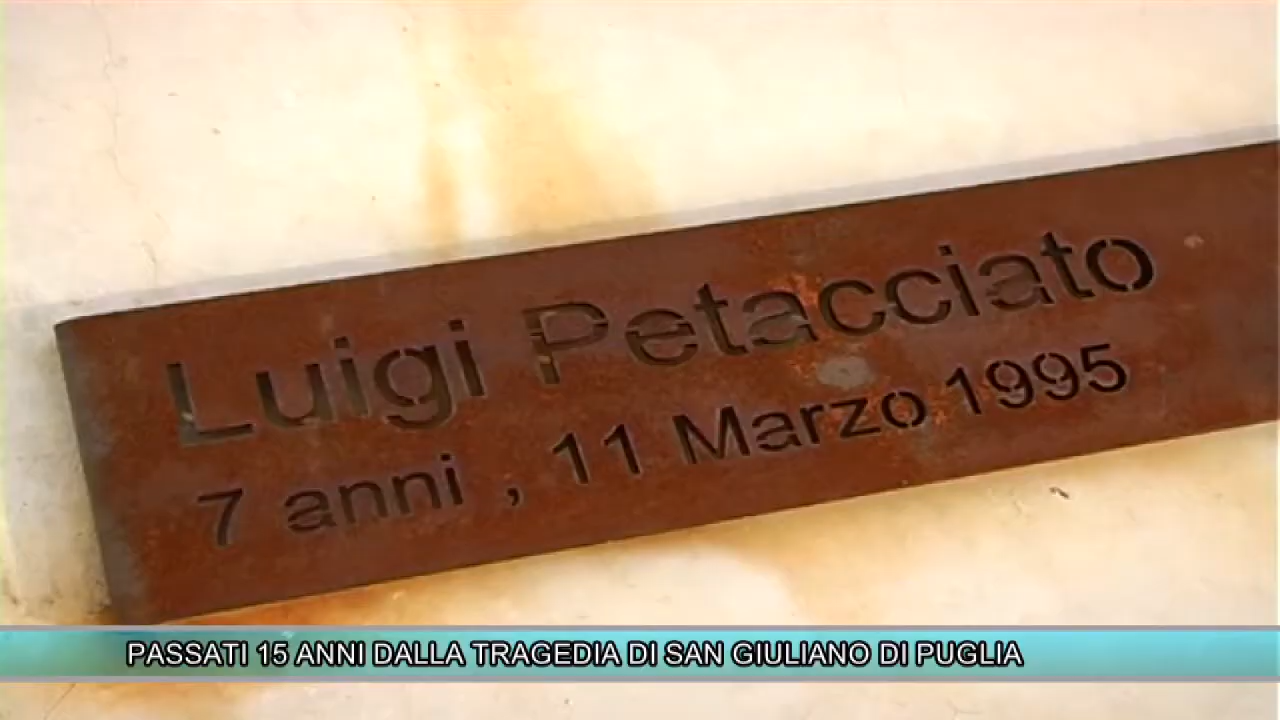 Luigi Petacciato
7 anni , 11 Marzo 1995
PASSATI 15 ANNI DALLA TRAGEDIA DI SAN GIULIANO DI PUGLIA